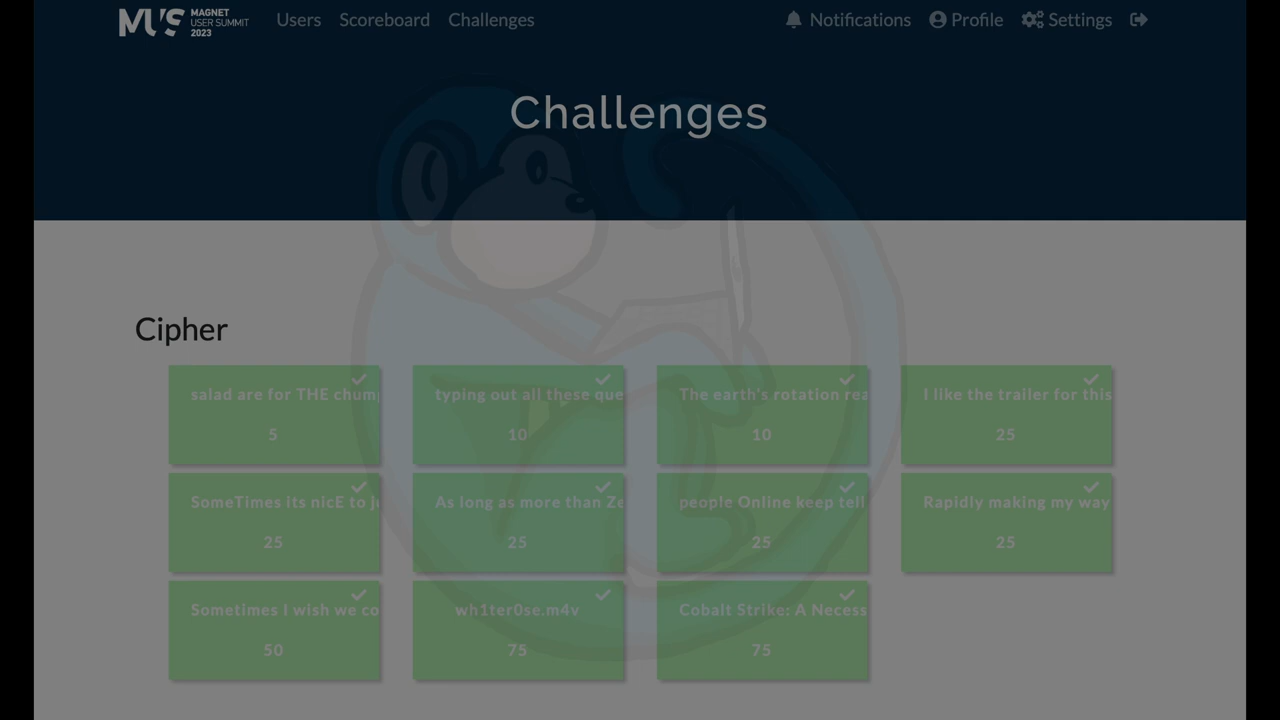 MUS MAGNET
USER SUMMIT
2023
Users Scoreboard Challenges Notifications Profile Settings
Challenges
Cipher
salad are for THE chum
5
typing out all these que
10
The earth's rotation rea
10
I like the trailer for this
25
SomeTimes its nicE to j
25
As long as more than Ze
25
people Online keep tell
25
Rapidly making my way
25
Sometimes I wish we co
50
wh1ter0se.m4v
75
Cobalt Strike: A Necess
75